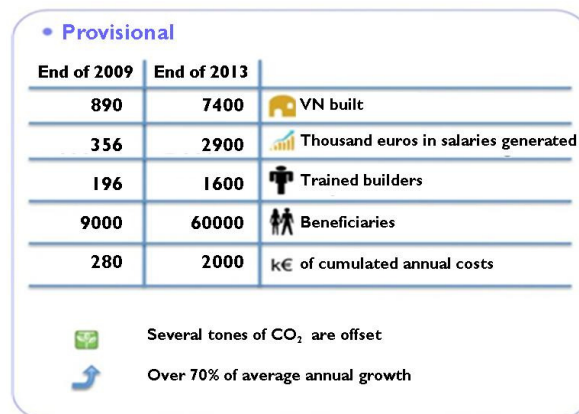 Provisional
End of 2009 End of 2013
890 7400 VN built
356 2900 Thousand euros in salaries generated
196 1600 Trained builders
9000 60000 Beneficiaries
280 2000 k€ of cumulated annual costs
Several tones of CO₂ are offset
Over 70% of average annual growth